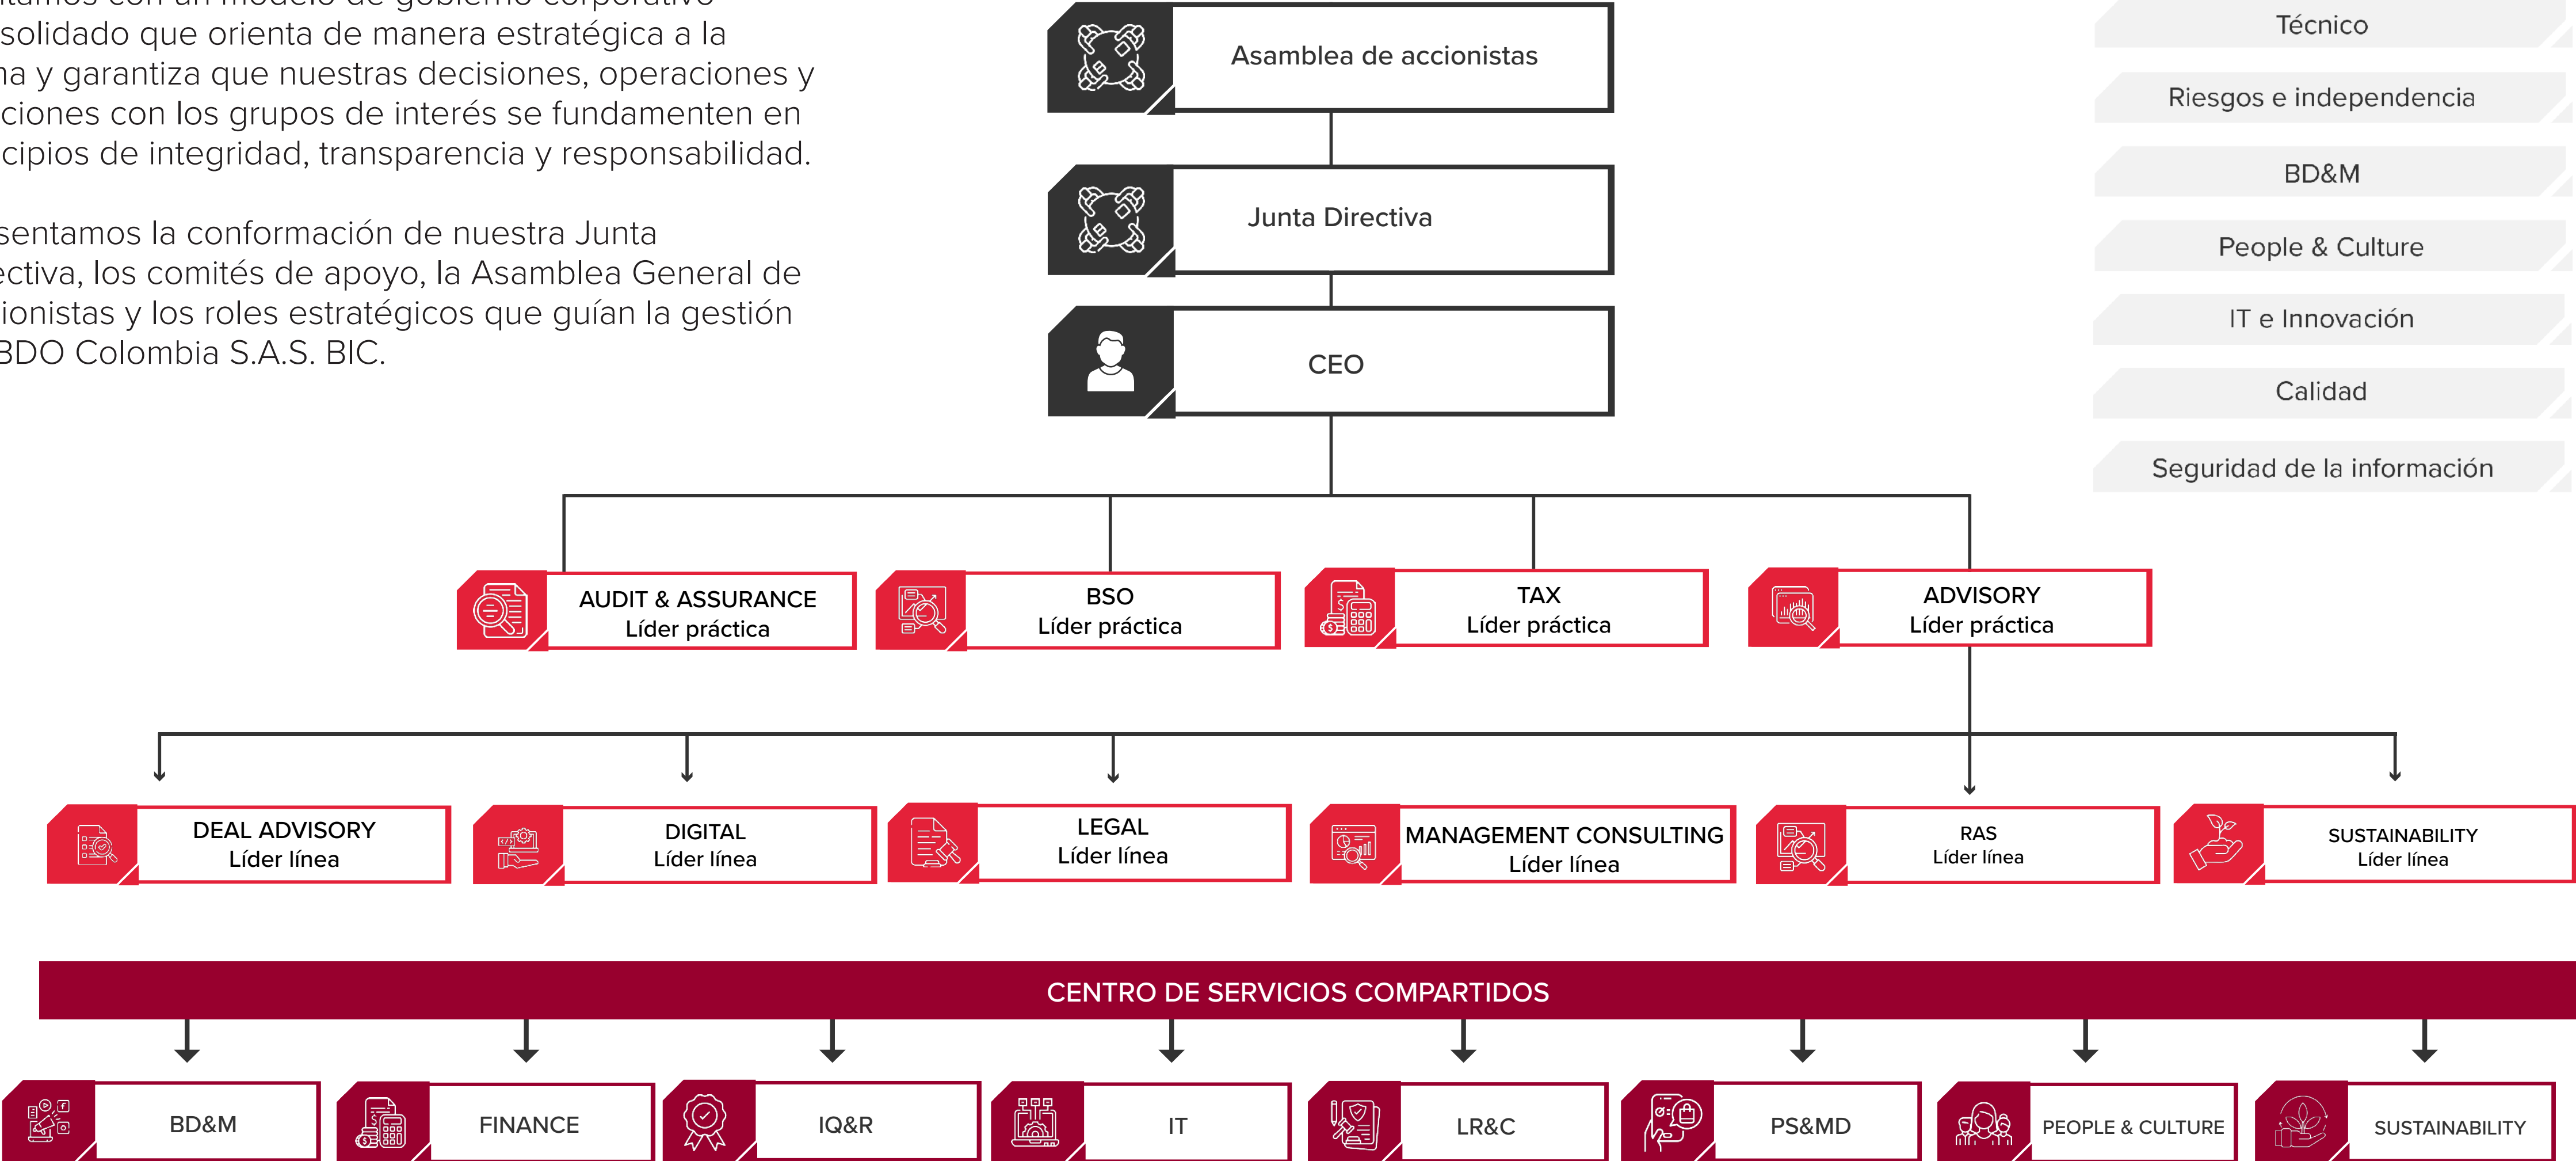 solidado que orienta de manera estratégica a la
y garantiza que nuestras decisiones, operaciones y
ciones con los grupos de interés se fundamenten en
cipios de integridad, transparencia y responsabilidad.
sentamos la conformación de nuestra Junta
ectiva, los comités de apoyo, la Asamblea General de
ionistas y los roles estratégicos que guían la gestión
BDO Colombia S.A.S. BIC.
Asamblea de accionistas
Junta Directiva
CEO
Técnico
Riesgos e independencia
BD&M
People & Culture
IT e Innovación
Calidad
Seguridad de la información
AUDIT & ASSURANCE
Líder práctica
BSO
Líder práctica
TAX
Líder práctica
ADVISORY
Líder práctica
DEAL ADVISORY
Líder línea
DIGITAL
Líder línea
LEGAL
Líder línea
MANAGEMENT CONSULTING
Líder línea
RAS
Líder línea
SUSTAINABILITY
Líder línea
CENTRO DE SERVICIOS COMPARTIDOS
BD&M
FINANCE
IQ&R
IT
LR&C
PS&MD
PEOPLE & CULTURE
SUSTAINABILITY